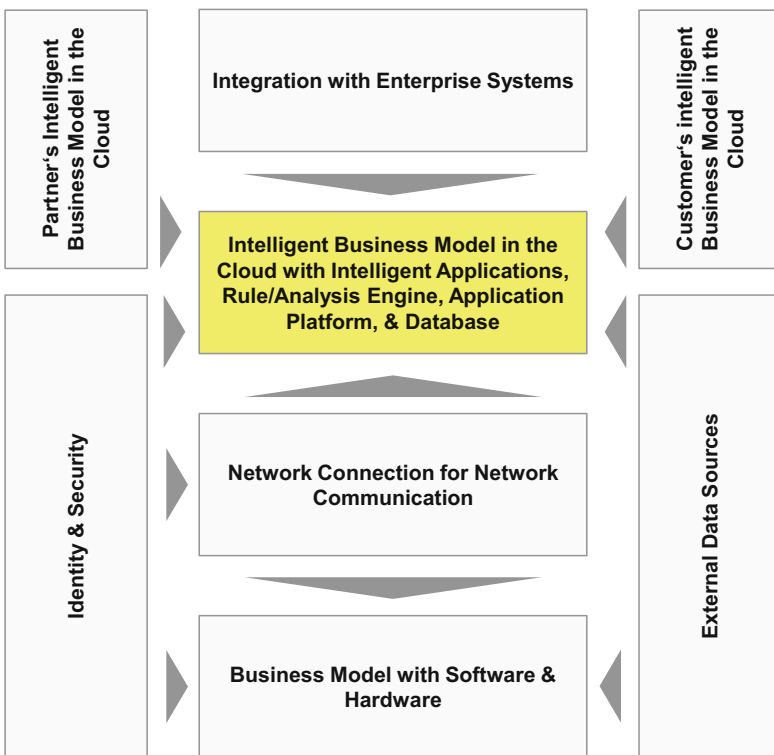 Partner‘s Intelligent
Business Model in the
Cloud
Integration with Enterprise Systems
Customer‘s intelligent
Business Model in the
Cloud
Intelligent Business Model in the
Cloud with Intelligent Applications,
Rule/Analysis Engine, Application
Platform, & Database
Identity & Security
Network Connection for Network
Communication
External Data Sources
Business Model with Software &
Hardware